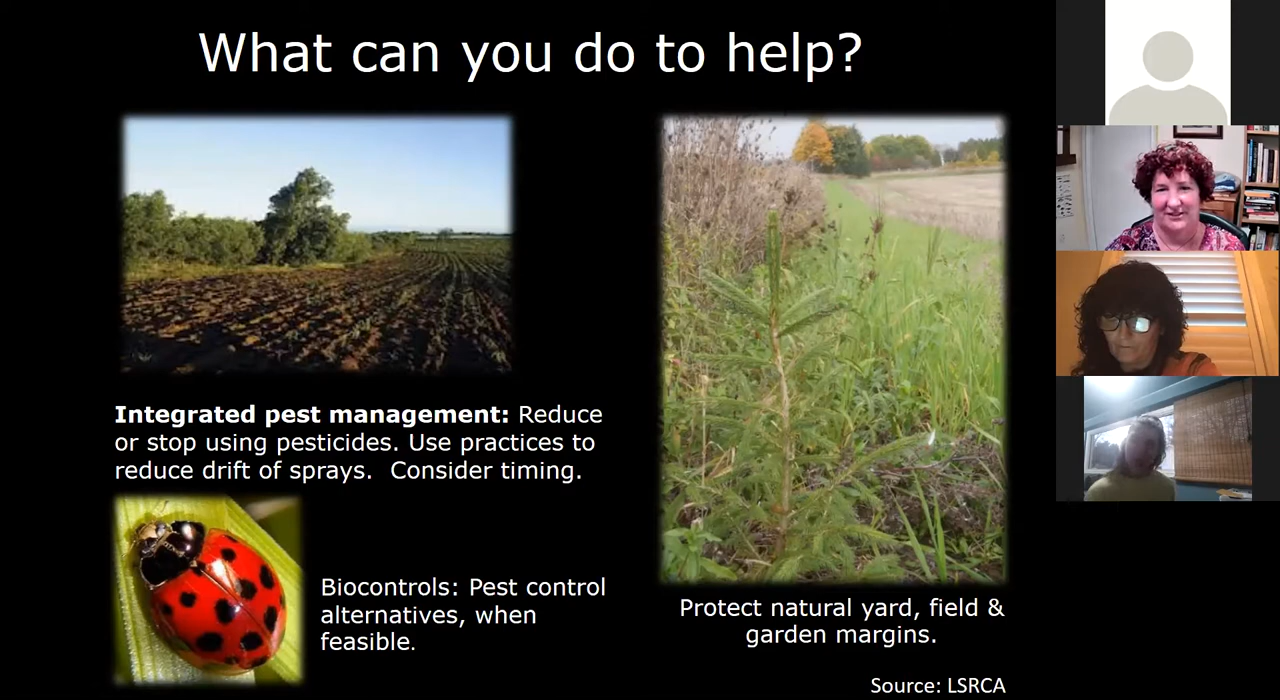 What can you do to help?
Integrated pest management: Reduce
or stop using pesticides. Use practices to
reduce drift of sprays.  Consider timing.
Biocontrols: Pest control
alternatives, when
feasible.
Protect natural yard, field &
garden margins.
Source: LSRCA